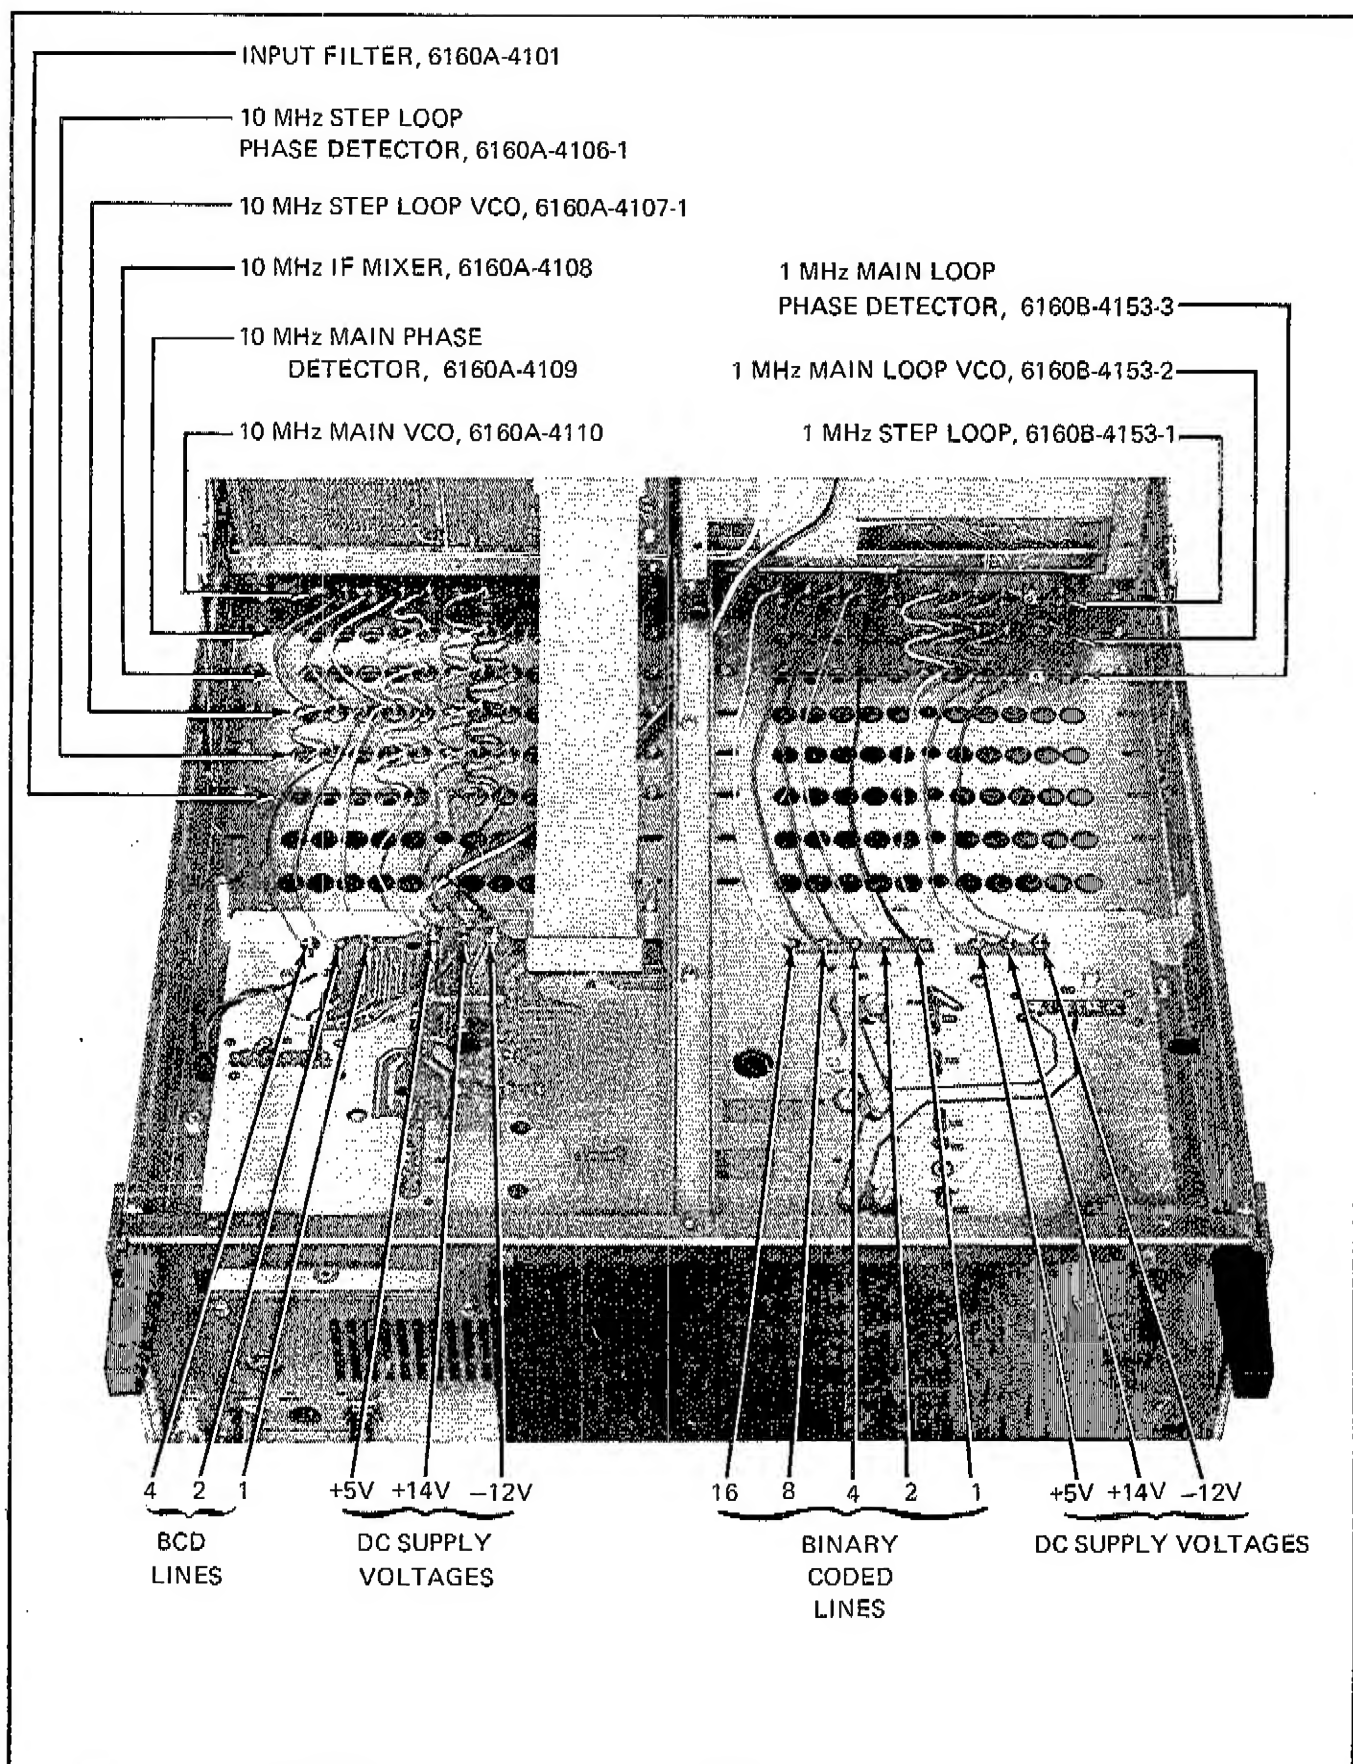 INPUT FILTER, 6160A-4101
10 MHz STEP LOOP
PHASE DETECTOR, 6160A-4106-1
10 MHz STEP LOOP VCO, 6160A-4107-1
10 MHz IF MIXER, 6160A-4108
10 MHz MAIN PHASE
DETECTOR, 6160A-4109
10 MHz MAIN VCO, 6160A-4110
1 MHz MAIN LOOP
PHASE DETECTOR, 6160B-4153-3
1 MHz MAIN LOOP VCO, 6160B-4153-2
1 MHz STEP LOOP, 6160B-4153-1
4 2 1
BCD
LINES
+5V +14V –12V
DC SUPPLY
VOLTAGES
16 8 4 2 1
BINARY
CODED
LINES
+5V +14V –12V
DC SUPPLY VOLTAGES